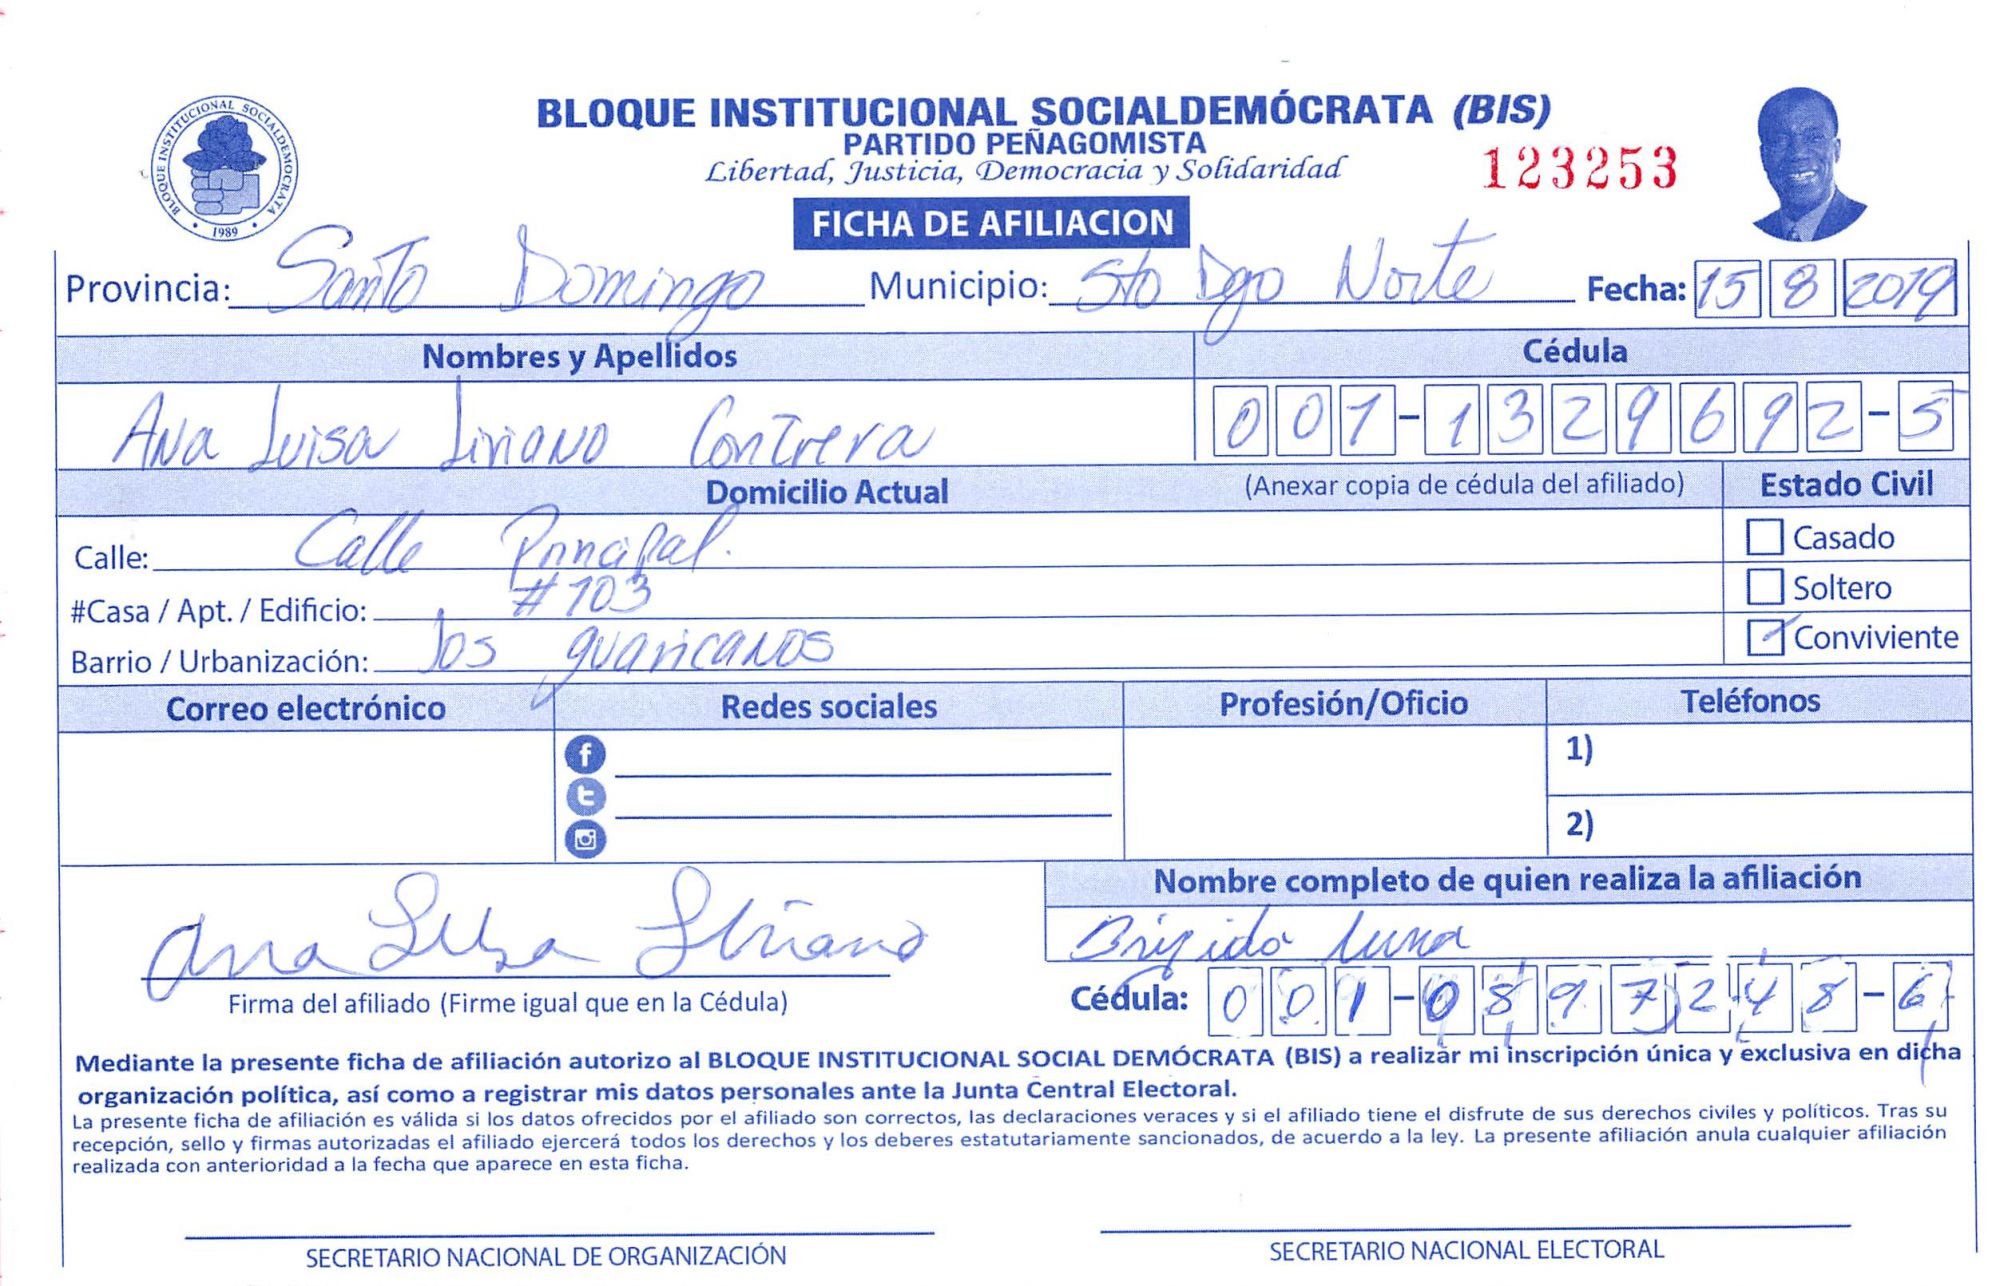 BLOQUE INSTITUCIONAL SOCIALDEMÓCRATA (BIS)
PARTIDO PEÑAGOMISTA
Libertad, Justicia, Democracia y Solidaridad
123253
BLOQUE INSTITUCIONAL SOCIALDEMOCRATA
1989
FICHA DE AFILIACION
Provincia: Santo Domingo Municipio: Sto Dgo Norte Fecha: 15 8 2019
Nombres y Apellidos Cédula
Ana Luisa Liriano Contrera 001-1329692-5
Domicilio Actual (Anexar copia de cédula del afiliado) Estado Civil
Calle: Calle Principal. Casado
#Casa / Apt. / Edificio: #103 Soltero
Barrio / Urbanización: los guaricanos Conviviente
Correo electrónico Redes sociales Profesión/Oficio Teléfonos
1)
2)
Nombre completo de quien realiza la afiliación
Ana Luisa Liriano Brígido Luna
Firma del afiliado (Firme igual que en la Cédula) Cédula: 001-0897248-6
Mediante la presente ficha de afiliación autorizo al BLOQUE INSTITUCIONAL SOCIAL DEMÓCRATA (BIS) a realizar mi inscripción única y exclusiva en dicha
organización política, así como a registrar mis datos personales ante la Junta Central Electoral.
La presente ficha de afiliación es válida si los datos ofrecidos por el afiliado son correctos, las declaraciones veraces y si el afiliado tiene el disfrute de sus derechos civiles y políticos. Tras su
recepción, sello y firmas autorizadas el afiliado ejercerá todos los derechos y los deberes estatutariamente sancionados, de acuerdo a la ley. La presente afiliación anula cualquier afiliación
realizada con anterioridad a la fecha que aparece en esta ficha.
SECRETARIO NACIONAL DE ORGANIZACIÓN SECRETARIO NACIONAL ELECTORAL